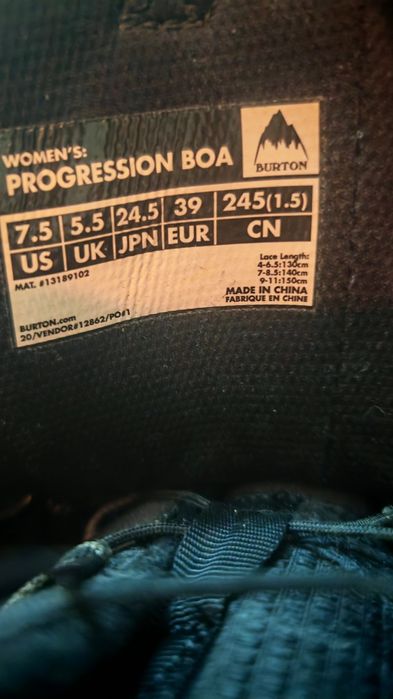 WOMEN'S:
PROGRESSION BOA
BURTON
7.5 5.5 24.5 39 245(1.5)
US UK JPN EUR CN
MAT. #13189102
Lace Length:
4-6.5:130cm
7-8.5:140cm
9-11:150cm
MADE IN CHINA
FABRIQUE EN CHINE
BURTON.com
20/VENDOR#12862/PO#1